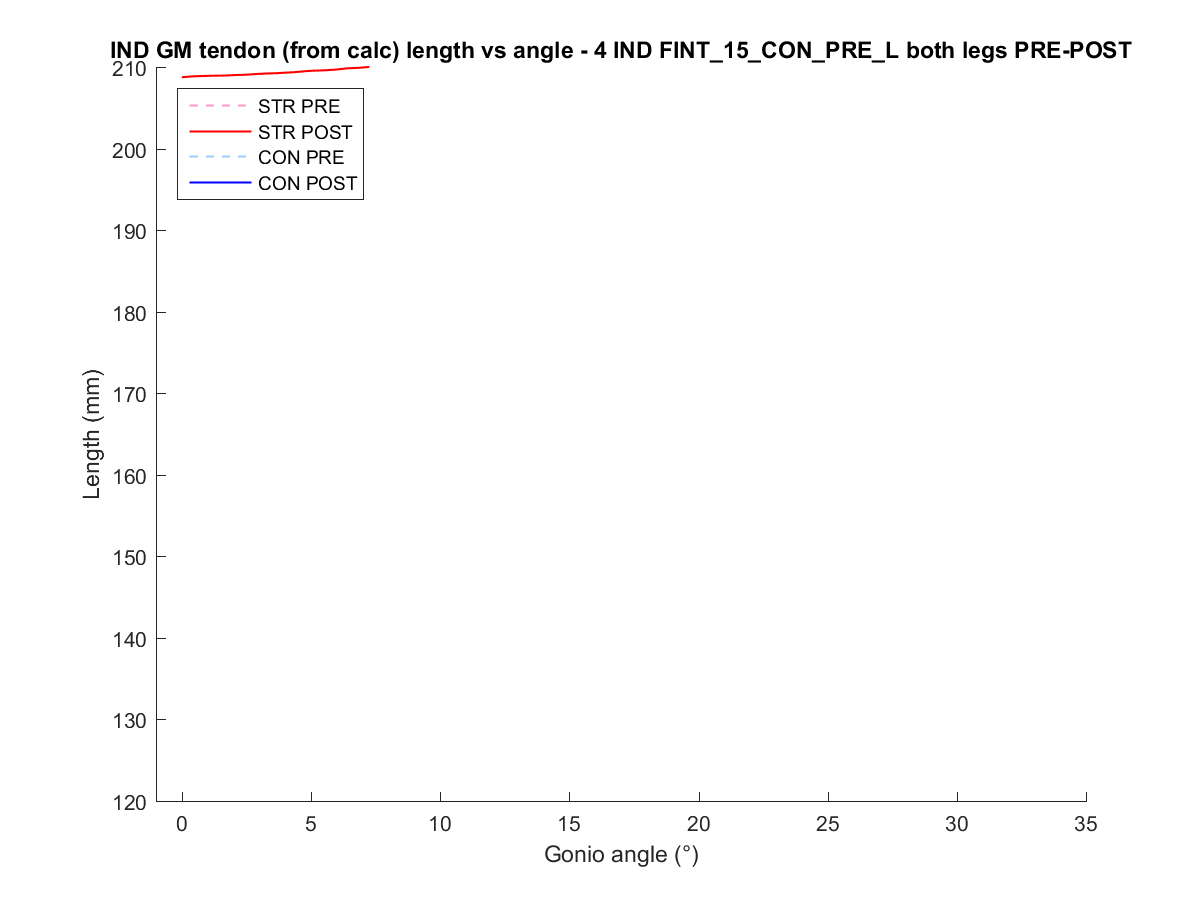 IND GM tendon (from calc) length vs angle - 4 IND FINT_15_CON_PRE_L both legs PRE-POST
210
200
190
180
170
160
150
140
130
120
STR PRE
STR POST
CON PRE
CON POST
Length (mm)
0 5 10 15 20 25 30 35
Gonio angle (°)